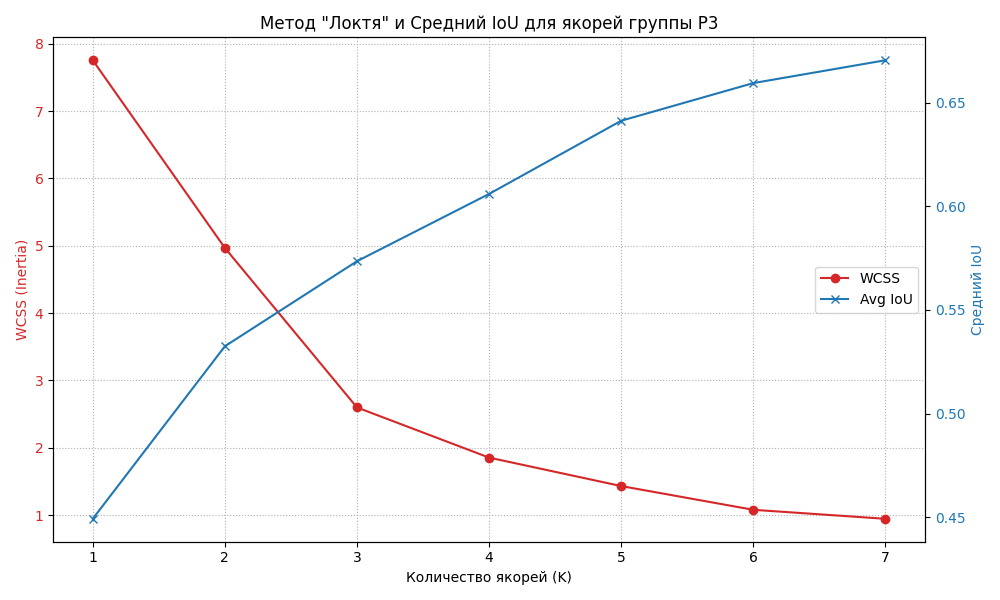 Метод "Локтя" и Средний IoU для якорей группы P3
WCSS (Inertia)
8
7
6
5
4
3
2
1
0.65
0.60
0.55
0.50
0.45
Средний IoU
WCSS
Avg IoU
1 2 3 4 5 6 7
Количество якорей (K)